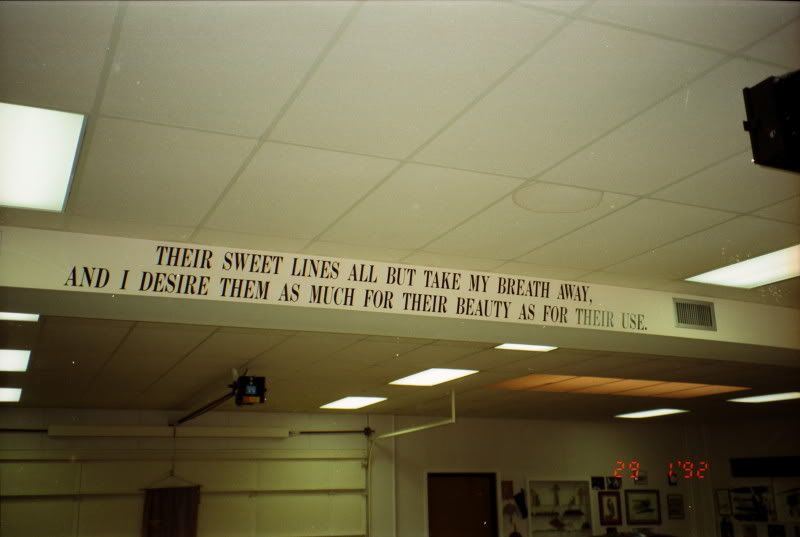 THEIR SWEET LINES ALL BUT TAKE MY BREATH AWAY,
AND I DESIRE THEM AS MUCH FOR THEIR BEAUTY AS FOR THEIR USE.
29 1'92